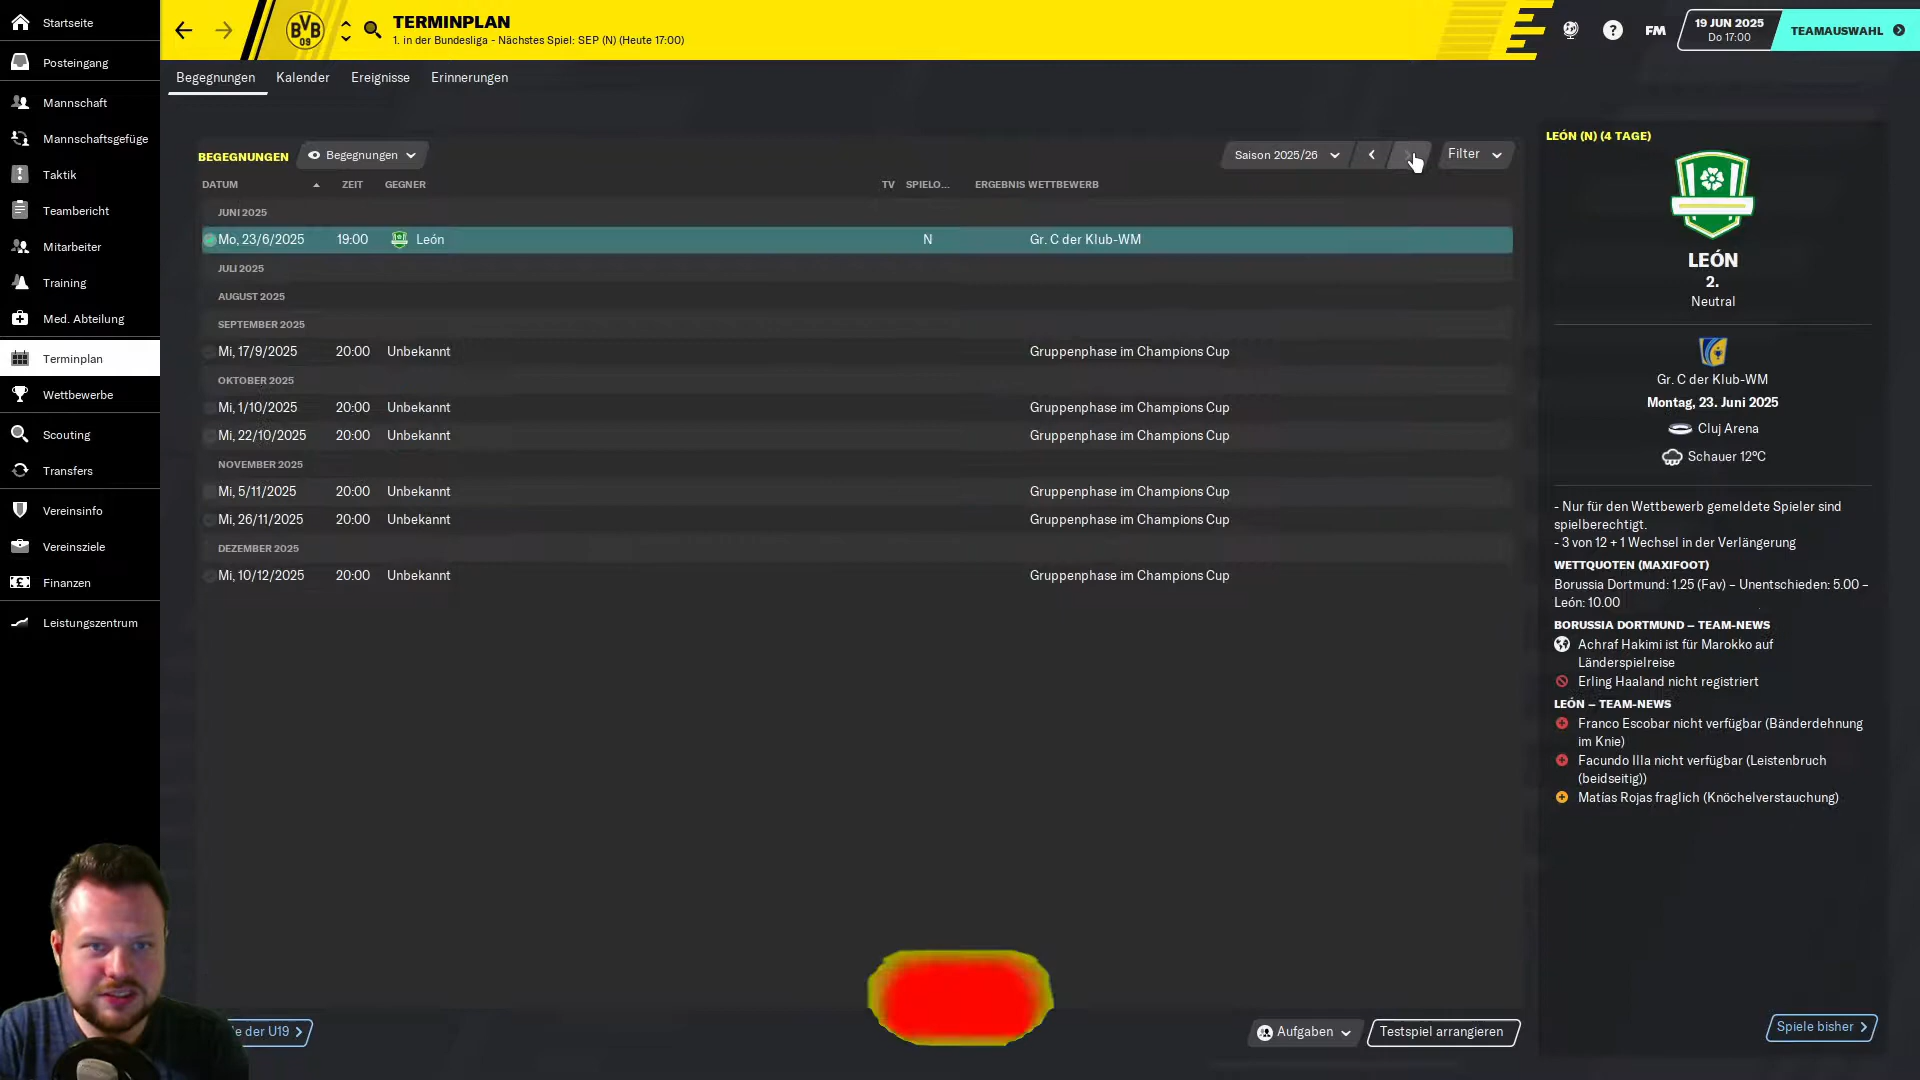 Startseite
Posteingang
Mannschaft
Mannschaftsgefüge
Taktik
Teambericht
Mitarbeiter
Training
Med. Abteilung
Terminplan
Wettbewerbe
Scouting
Transfers
Vereinsinfo
Vereinsziele
Finanzen
Leistungszentrum
BVB
09
TERMINPLAN
1. in der Bundesliga - Nächstes Spiel: SEP (N) (Heute 17:00)
? FM
19 JUN 2025
Do 17:00
TEAMAUSWAHL
Begegnungen Kalender Ereignisse Erinnerungen
BEGEGNUNGEN Begegnungen Saison 2025/26 Filter
DATUM ZEIT GEGNER TV SPIELO... ERGEBNIS WETTBEWERB
JUNI 2025
Mo, 23/6/2025 19:00 León N Gr. C der Klub-WM
JULI 2025
AUGUST 2025
SEPTEMBER 2025
Mi, 17/9/2025 20:00 Unbekannt Gruppenphase im Champions Cup
OKTOBER 2025
Mi, 1/10/2025 20:00 Unbekannt Gruppenphase im Champions Cup
Mi, 22/10/2025 20:00 Unbekannt Gruppenphase im Champions Cup
NOVEMBER 2025
Mi, 5/11/2025 20:00 Unbekannt Gruppenphase im Champions Cup
Mi, 26/11/2025 20:00 Unbekannt Gruppenphase im Champions Cup
DEZEMBER 2025
Mi, 10/12/2025 20:00 Unbekannt Gruppenphase im Champions Cup
e der U19
Aufgaben
Testspiel arrangieren
LEÓN (N) (4 TAGE)
LEÓN
2.
Neutral
Gr. C der Klub-WM
Montag, 23. Juni 2025
Cluj Arena
Schauer 12°C
- Nur für den Wettbewerb gemeldete Spieler sind
spielberechtigt.
- 3 von 12 + 1 Wechsel in der Verlängerung
WETTQUOTEN (MAXIFOOT)
Borussia Dortmund: 1.25 (Fav) – Unentschieden: 5.00 –
León: 10.00
BORUSSIA DORTMUND – TEAM-NEWS
Achraf Hakimi ist für Marokko auf
Länderspielreise
Erling Haaland nicht registriert
LEÓN – TEAM-NEWS
Franco Escobar nicht verfügbar (Bänderdehnung
im Knie)
Facundo Illa nicht verfügbar (Leistenbruch
(beidseitig))
Matías Rojas fraglich (Knöchelverstauchung)
Spiele bisher